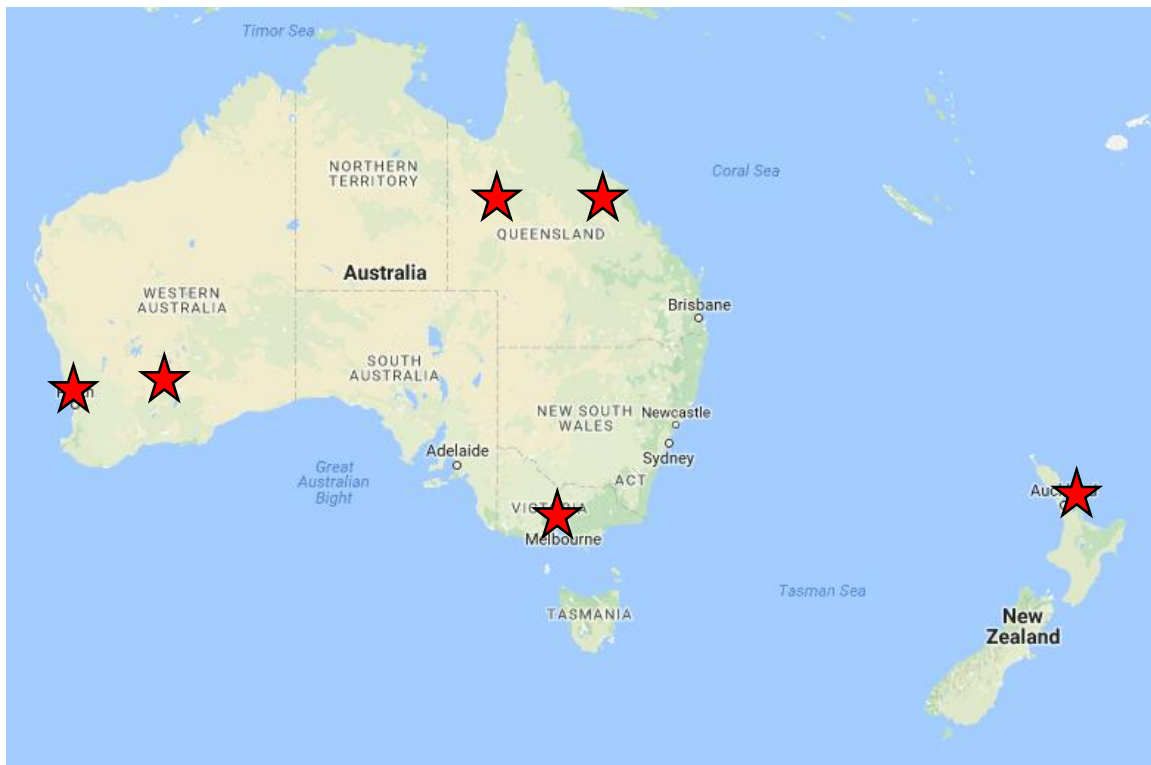 Timor Sea
NORTHERN
TERRITORY
Coral Sea
QUEENSLAND
Australia
WESTERN
AUSTRALIA
Brisbane
SOUTH
AUSTRALIA
NEW SOUTH
WALES
Newcastle
Adelaide
Sydney
Great
Australian
Bight
ACT
Melbourne
Tasman Sea
TASMANIA
New
Zealand